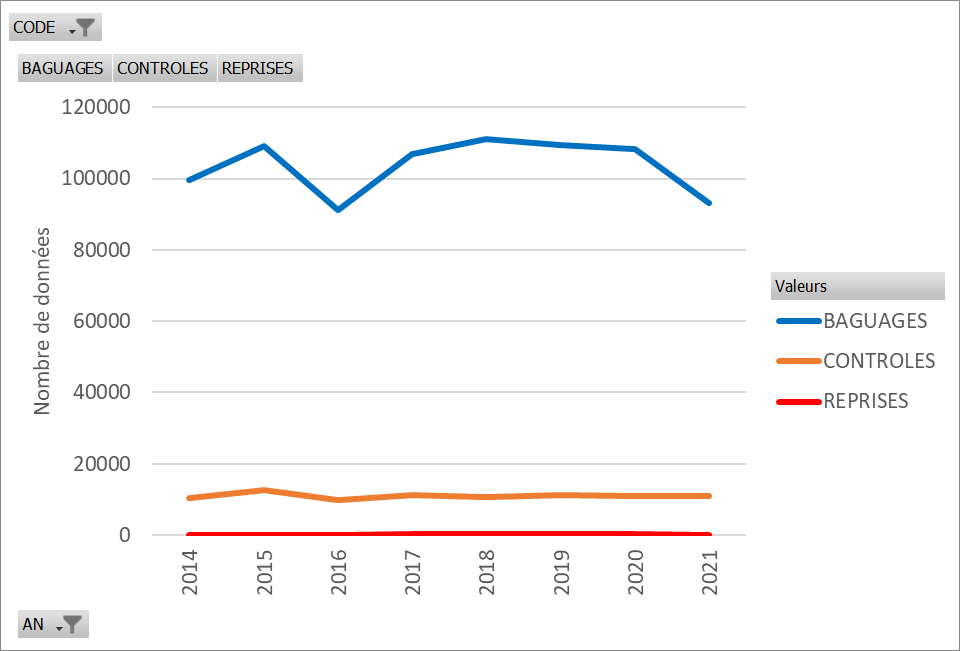 CODE
BAGUAGES CONTROLES REPRISES
120000
100000
80000
60000
40000
20000
0
Nombre de données
2014 2015 2016 2017 2018 2019 2020 2021
Valeurs
BAGUAGES
CONTROLES
REPRISES
AN